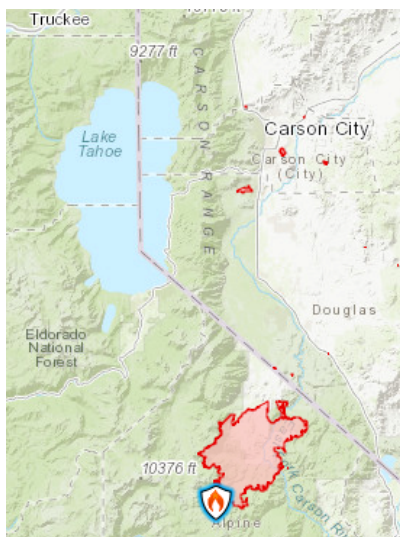 Truckee
9277 ft
CARSON RANGE
Lake
Tahoe
Carson City
Carson City
(City)
Douglas
Eldorado
National
Forest
10376 ft
Carson Ri
Alpine